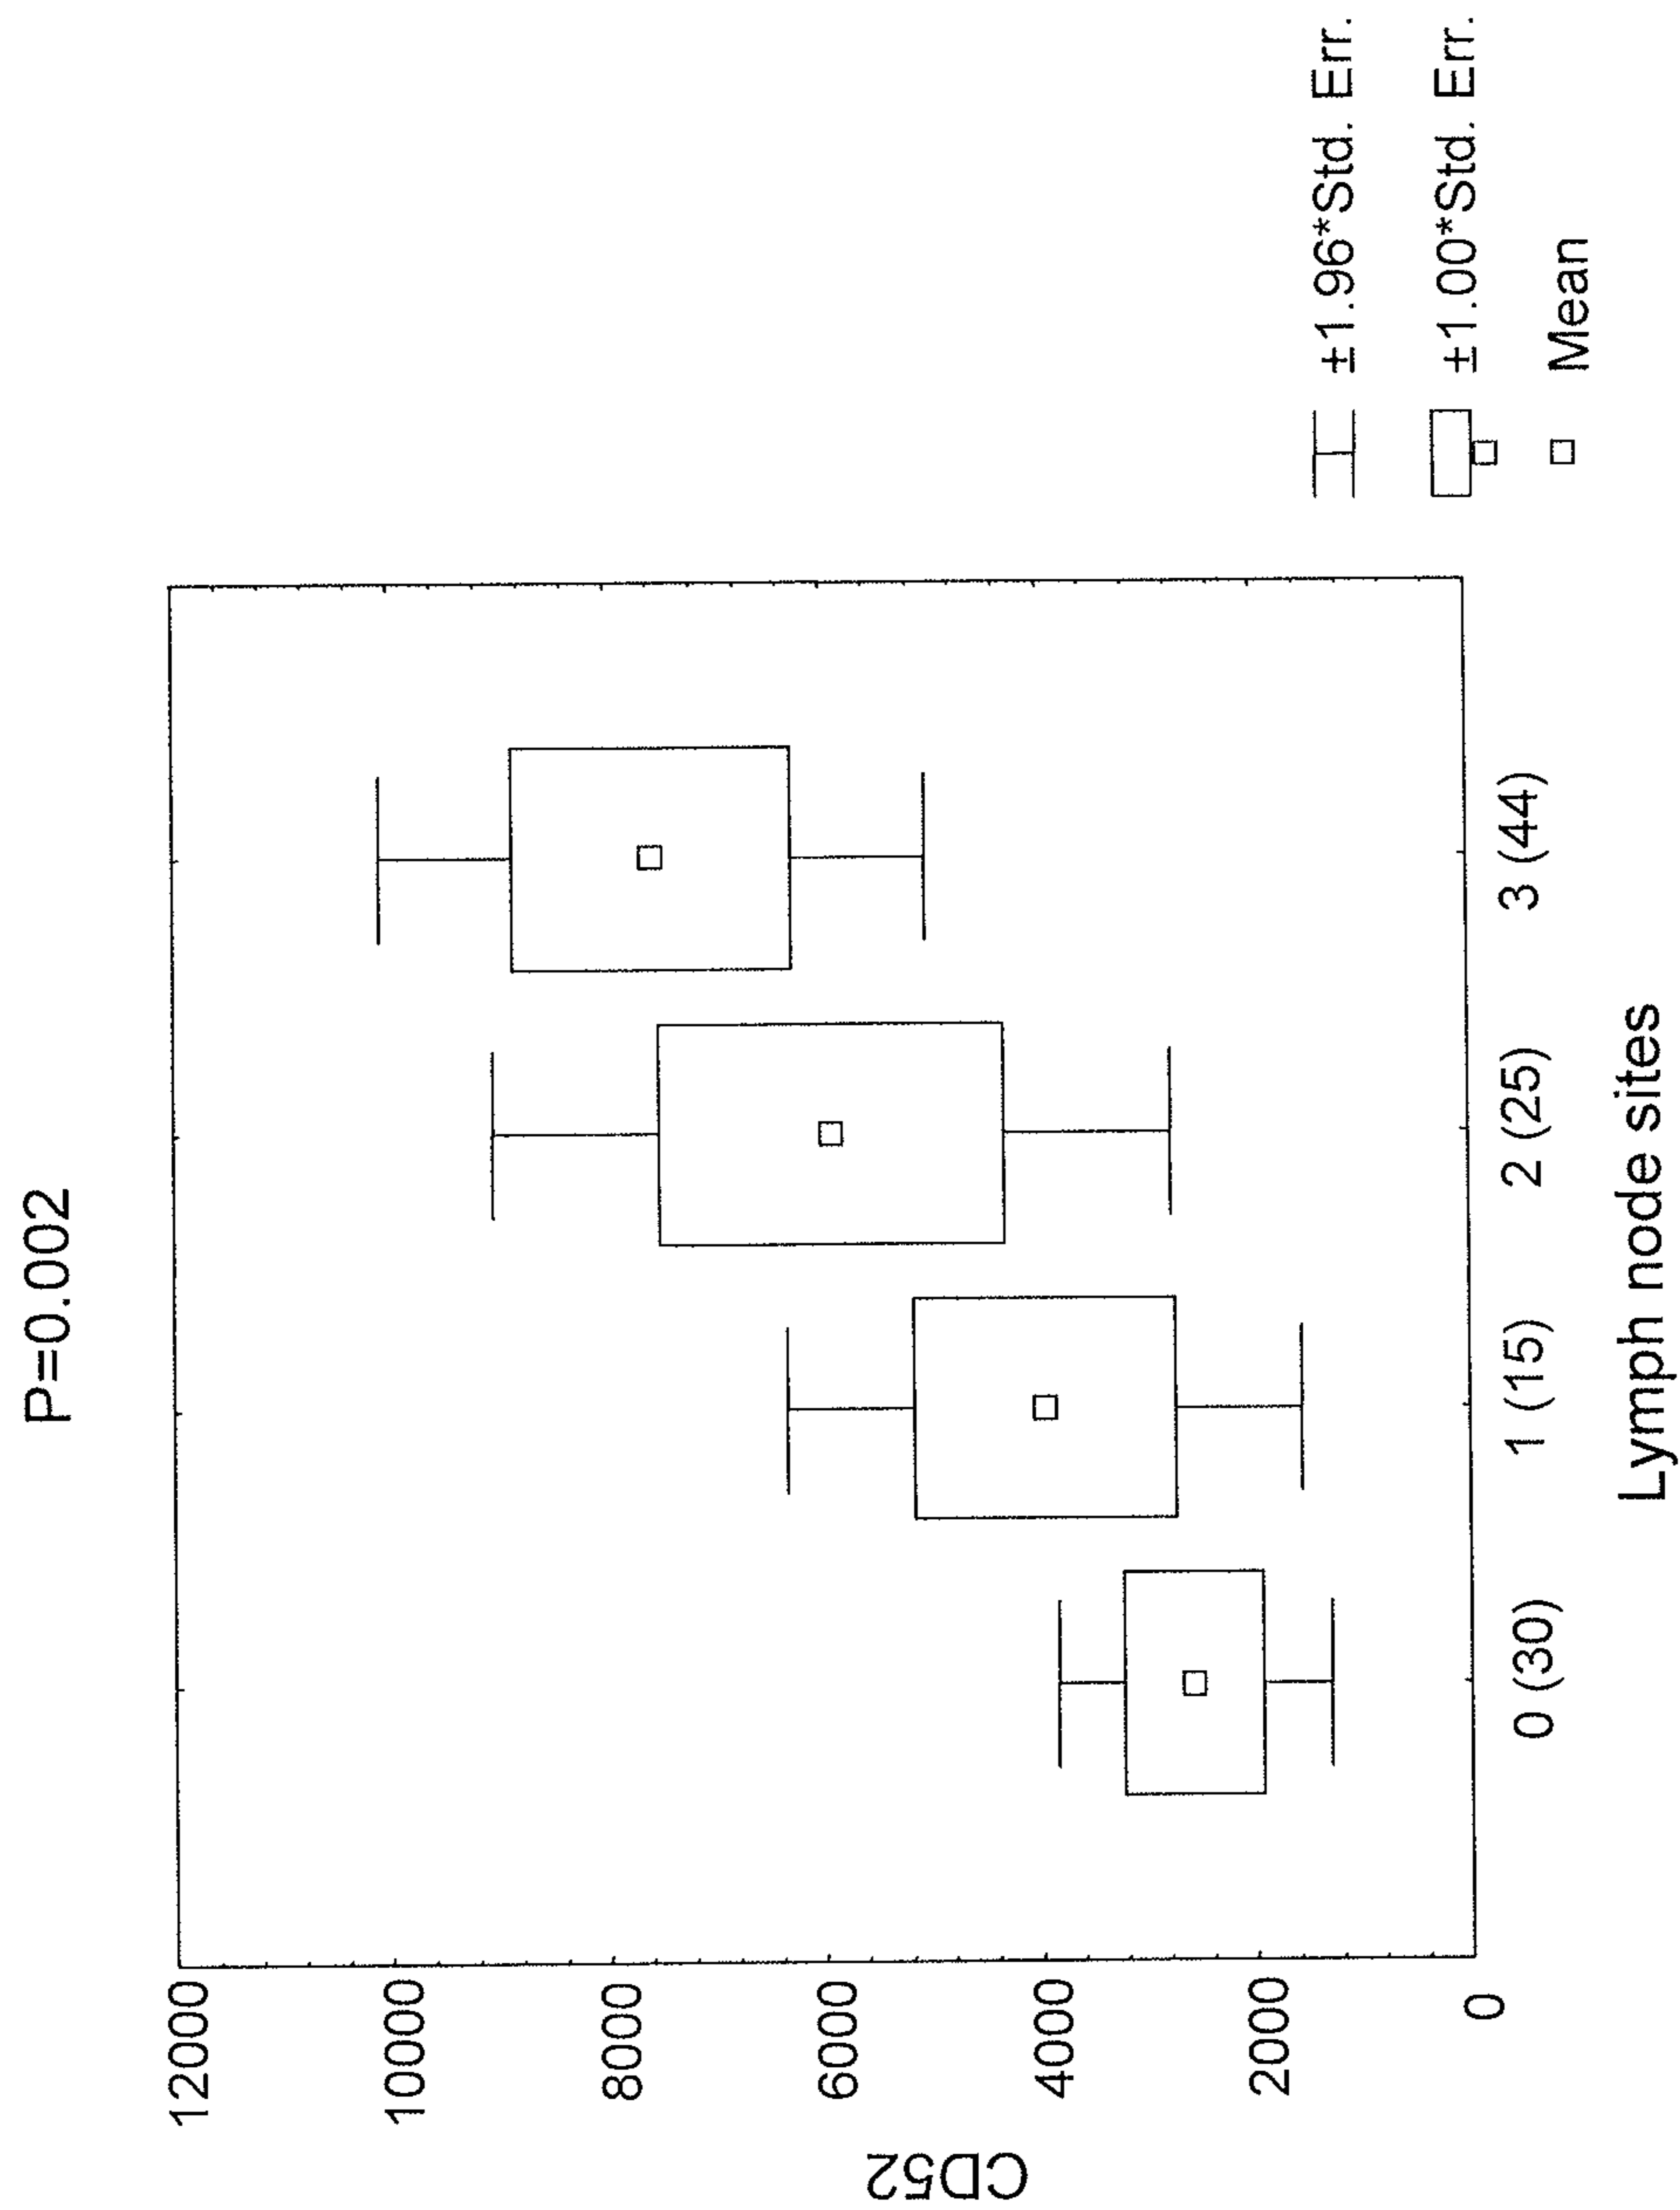 P=0.002
12000
10000
8000
6000
4000
2000
0
CD52
0 (30)
1 (15)
2 (25)
3 (44)
Lymph node sites
±1.96*Std. Err.
±1.00*Std. Err.
Mean